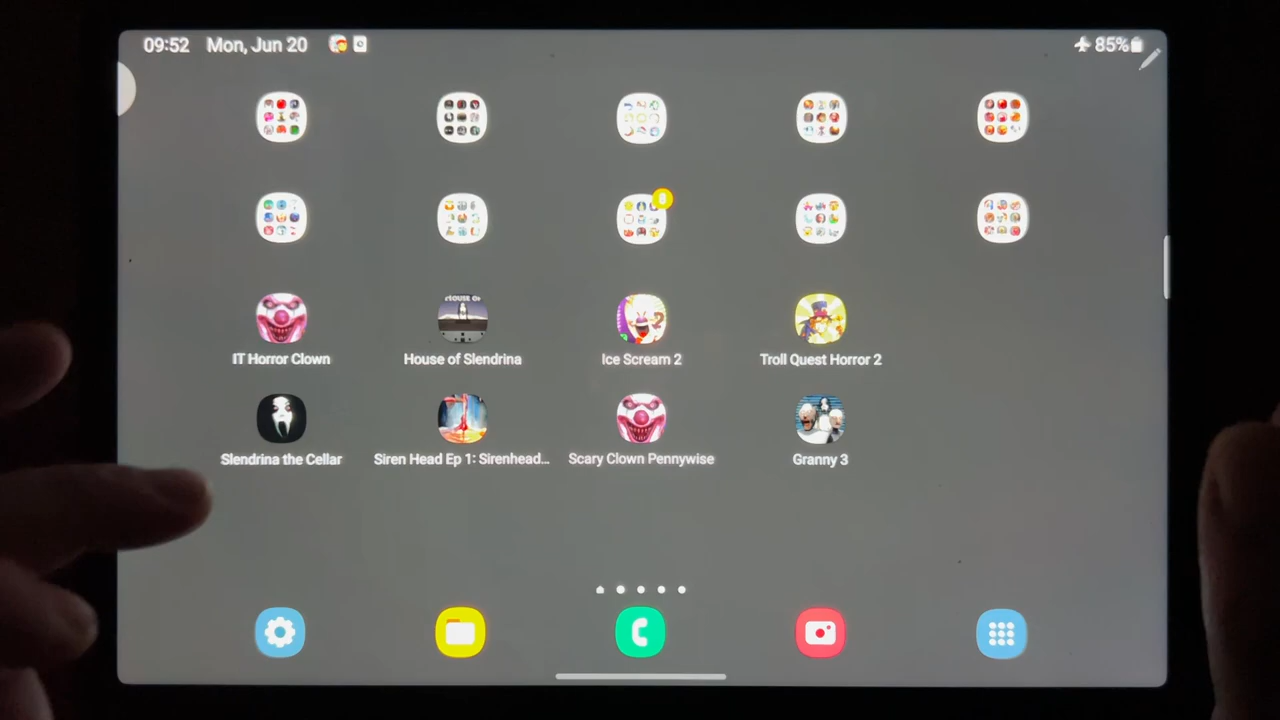 09:52 Mon, Jun 20 85%
8
IT Horror Clown House of Slendrina Ice Scream 2 Troll Quest Horror 2
Slendrina the Cellar Siren Head Ep 1: Sirenhead... Scary Clown Pennywise Granny 3